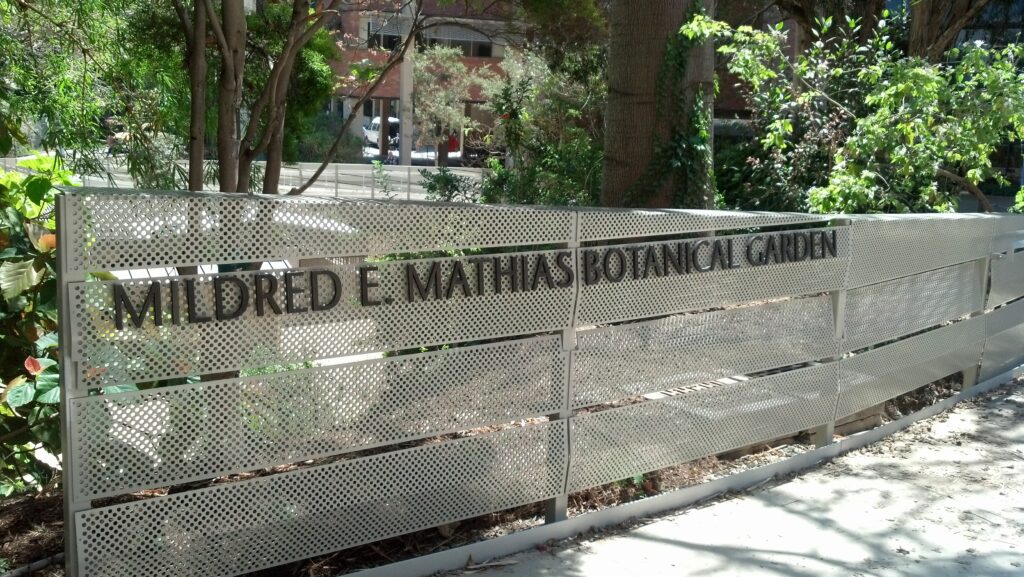 MILDRED E. MATHIAS BOTANICAL GARDEN